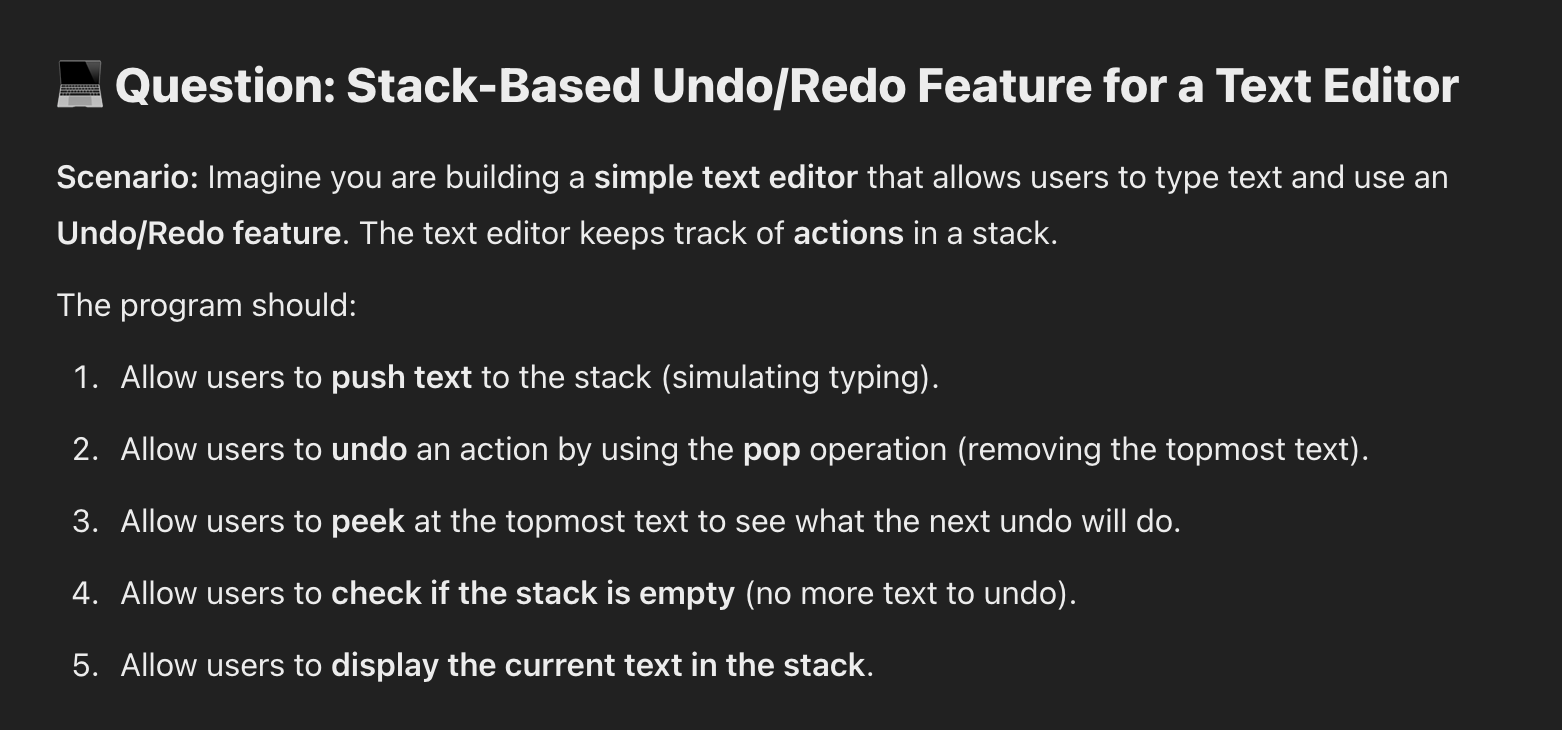 💻 Question: Stack-Based Undo/Redo Feature for a Text Editor
Scenario: Imagine you are building a simple text editor that allows users to type text and use an
Undo/Redo feature. The text editor keeps track of actions in a stack.
The program should:
1. Allow users to push text to the stack (simulating typing).
2. Allow users to undo an action by using the pop operation (removing the topmost text).
3. Allow users to peek at the topmost text to see what the next undo will do.
4. Allow users to check if the stack is empty (no more text to undo).
5. Allow users to display the current text in the stack.